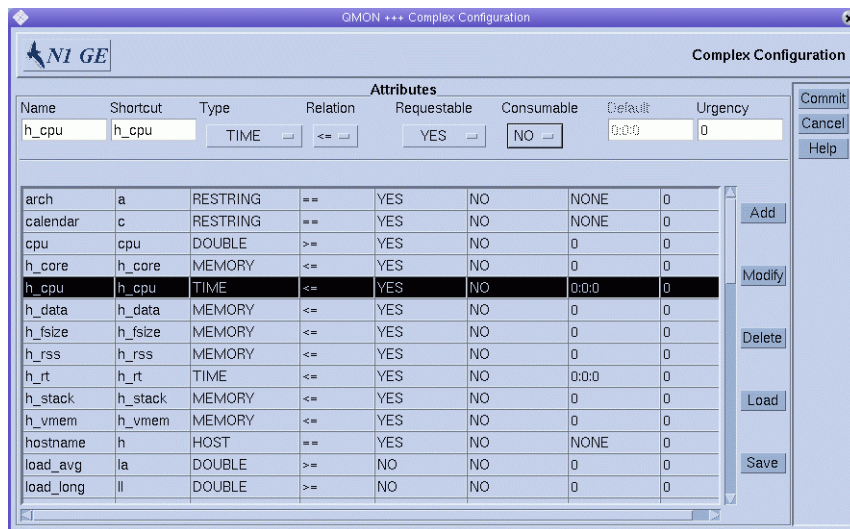 QMON +++ Complex Configuration
N1 GE
Complex Configuration
Attributes
Name Shortcut Type Relation Requestable Consumable Default Urgency
h_cpu h_cpu TIME <= YES NO 0:0:0 0
Commit
Cancel
Help
arch a RESTRING == YES NO NONE 0
calendar c RESTRING == YES NO NONE 0
cpu cpu DOUBLE >= YES NO 0 0
h_core h_core MEMORY <= YES NO 0 0
h_cpu h_cpu TIME <= YES NO 0:0:0 0
h_data h_data MEMORY <= YES NO 0 0
h_fsize h_fsize MEMORY <= YES NO 0 0
h_rss h_rss MEMORY <= YES NO 0 0
h_rt h_rt TIME <= YES NO 0:0:0 0
h_stack h_stack MEMORY <= YES NO 0 0
h_vmem h_vmem MEMORY <= YES NO 0 0
hostname h HOST == YES NO NONE 0
load_avg la DOUBLE >= NO NO 0 0
load_long ll DOUBLE >= NO NO 0 0
Add
Modify
Delete
Load
Save